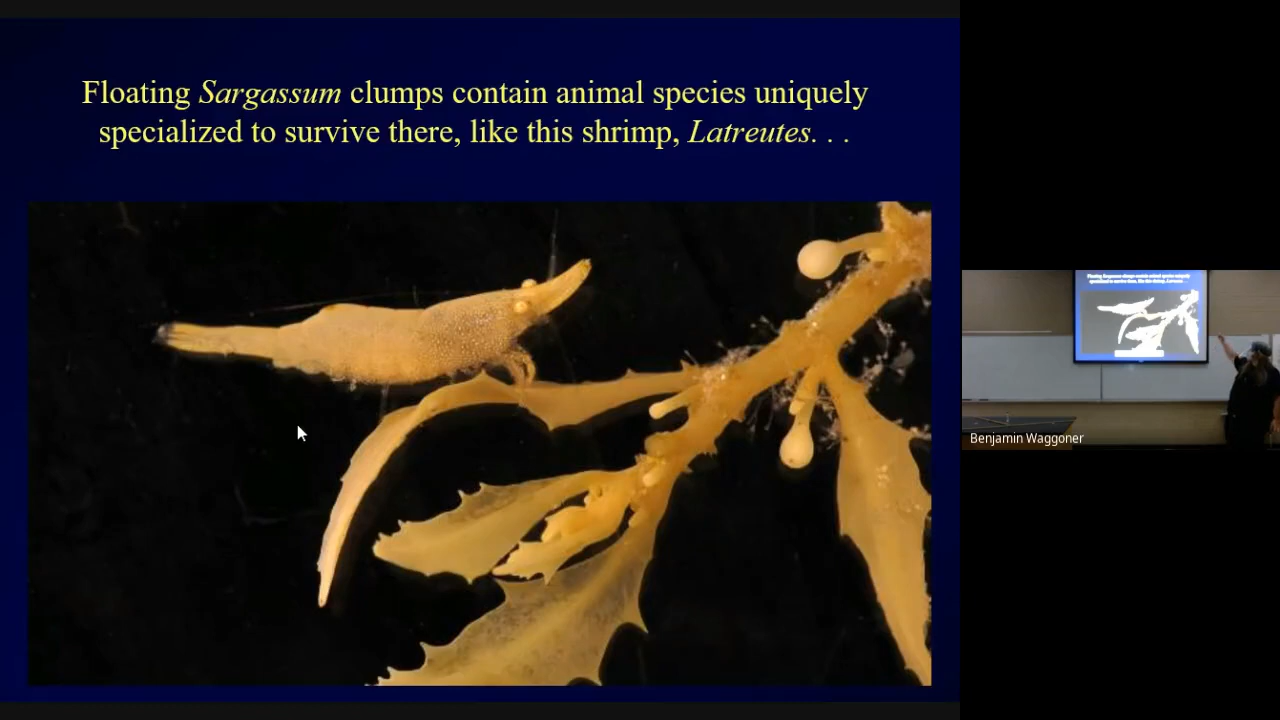 Floating Sargassum clumps contain animal species uniquely
specialized to survive there, like this shrimp, Latreutes. . .
Benjamin Waggoner